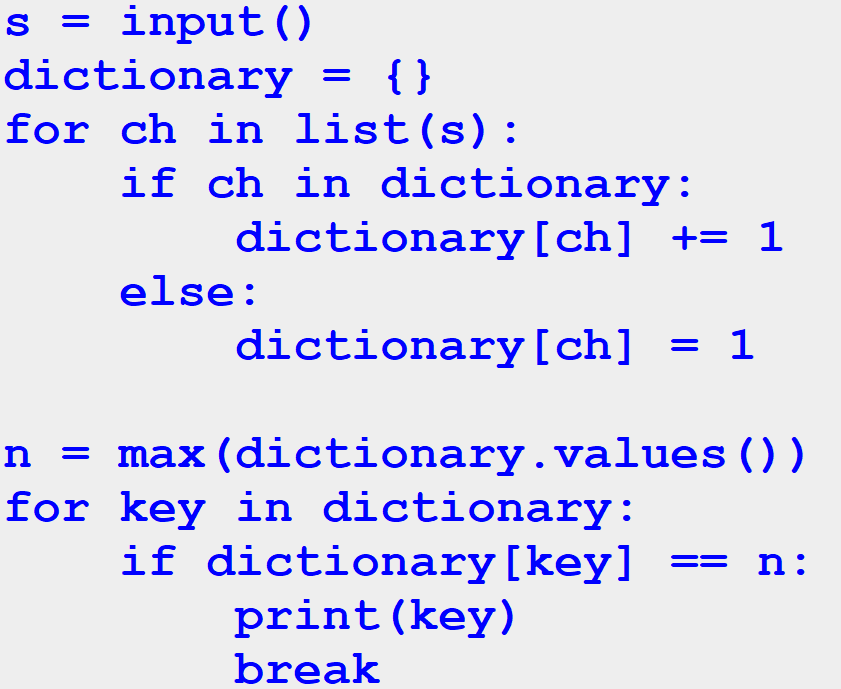 s = input()
dictionary = {}
for ch in list(s):
    if ch in dictionary:
        dictionary[ch] += 1
    else:
        dictionary[ch] = 1

n = max(dictionary.values())
for key in dictionary:
    if dictionary[key] == n:
        print(key)
        break